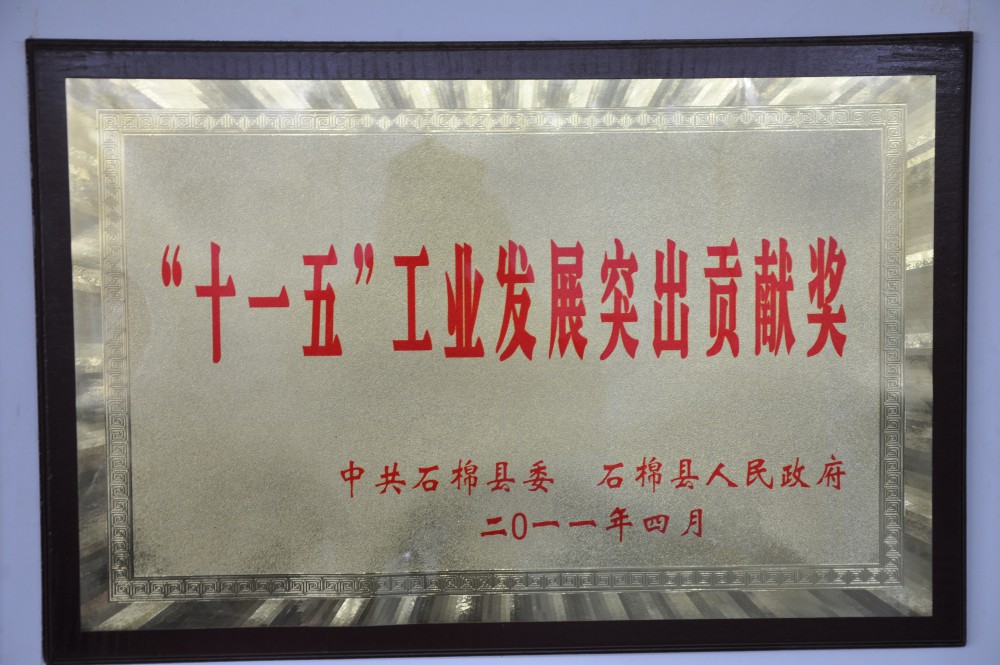 “十一五”工业发展突出贡献奖
中共石棉县委 石棉县人民政府
二0一一年四月